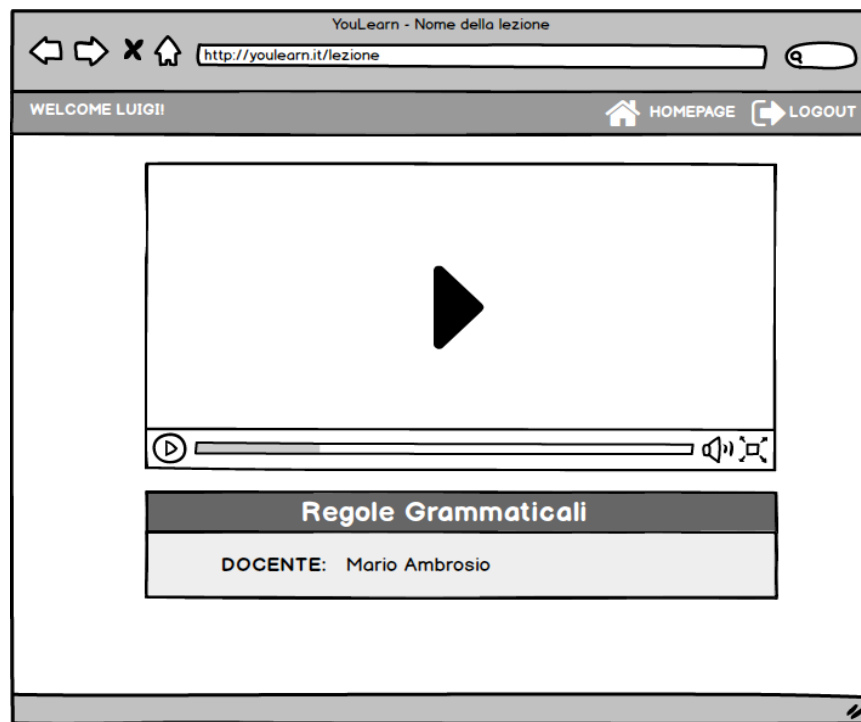 YouLearn - Nome della lezione
http://youlearn.it/lezione
WELCOME LUIGI! HOMEPAGE LOGOUT
Regole Grammaticali
DOCENTE: Mario Ambrosio